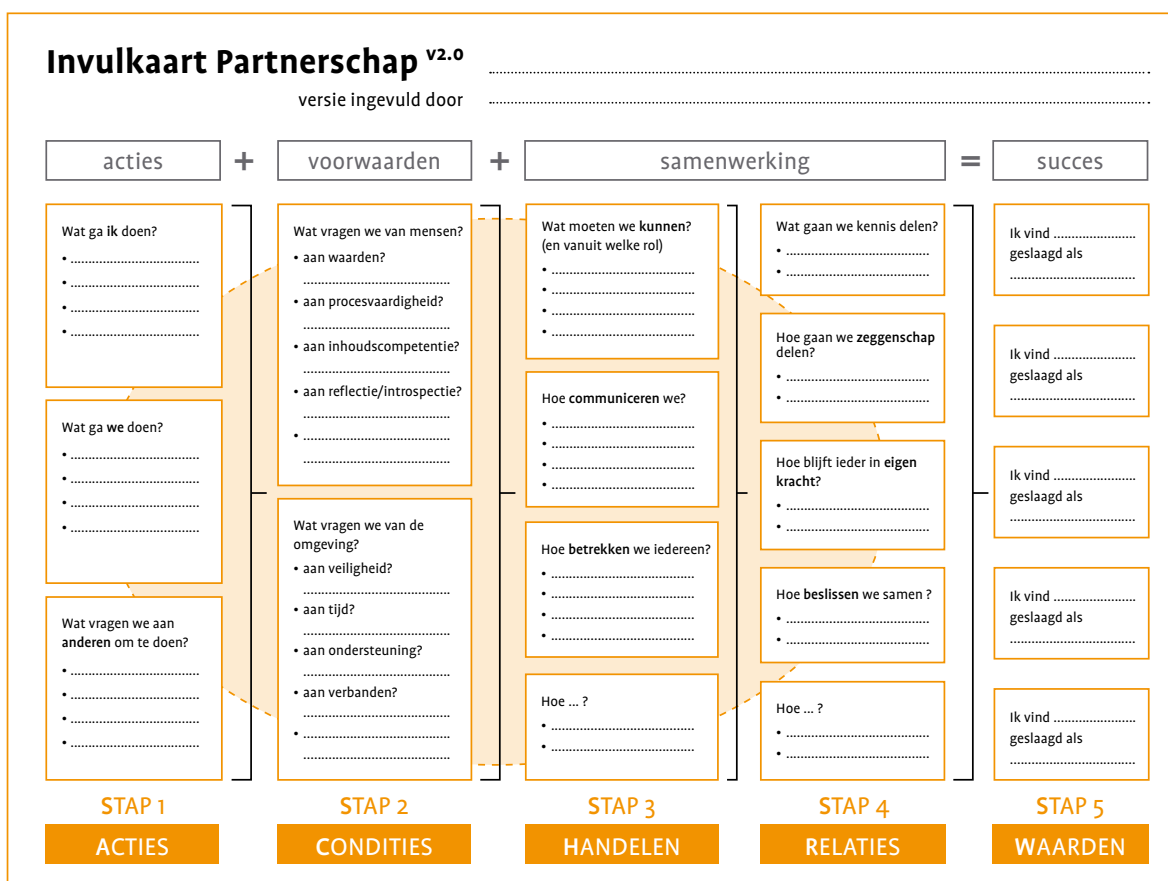 Invulkaart Partnerschap v2.0
versie ingevuld door
acties + voorwaarden + samenwerking = succes
Wat ga ik doen?
•
•
•
•
Wat ga we doen?
•
•
•
•
Wat vragen we aan
anderen om te doen?
•
•
•
•
STAP 1
ACTIES
Wat vragen we van mensen?
• aan waarden?
• aan procesvaardigheid?
• aan inhoudscompetentie?
• aan reflectie/introspectie?
•
Wat vragen we van de
omgeving?
• aan veiligheid?
• aan tijd?
• aan ondersteuning?
• aan verbanden?
•
STAP 2
CONDITIES
Wat moeten we kunnen?
(en vanuit welke rol)
•
•
•
•
Hoe communiceren we?
•
•
•
•
Hoe betrekken we iedereen?
•
•
•
•
Hoe ... ?
•
•
STAP 3
HANDELEN
Wat gaan we kennis delen?
•
•
Hoe gaan we zeggenschap
delen?
•
•
Hoe blijft ieder in eigen
kracht?
•
•
Hoe beslissen we samen ?
•
•
Hoe ... ?
•
•
STAP 4
RELATIES
Ik vind ......................
geslaagd als
..........................
Ik vind ......................
geslaagd als
..........................
Ik vind ......................
geslaagd als
..........................
Ik vind ......................
geslaagd als
..........................
Ik vind ......................
geslaagd als
..........................
STAP 5
WAARDEN